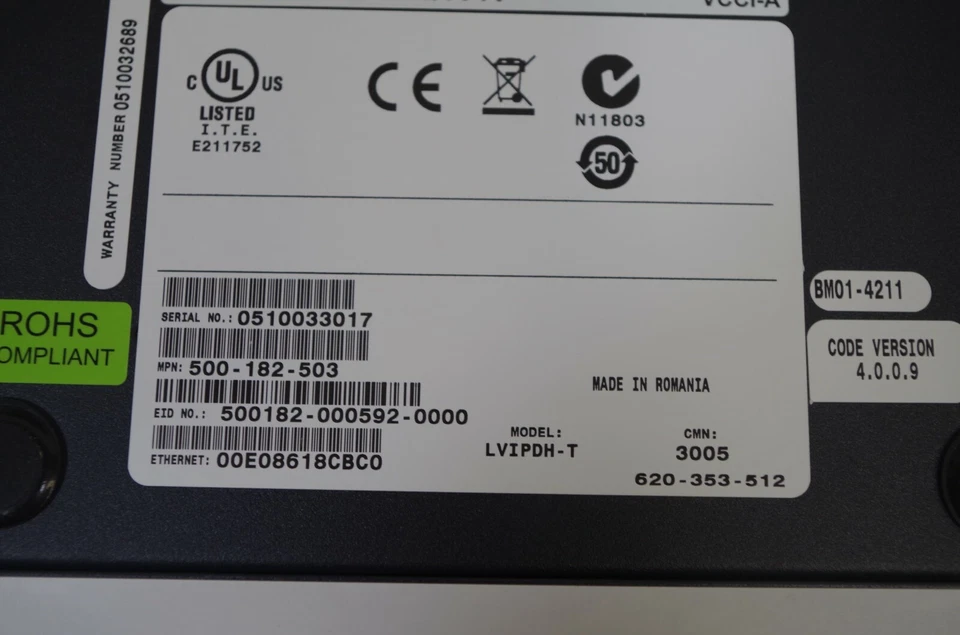 VCCI-A
WARRANTY NUMBER 0510032689
C UL US
LISTED
I.T.E.
E211752
CE
N11803
50
ROHS
COMPLIANT
SERIAL NO.: 0510033017
MPN: 500-182-503
EID NO.: 500182-000592-0000
ETHERNET: 00E08618CBC0
MADE IN ROMANIA
MODEL:
LVIPDH-T
CMN:
3005
620-353-512
BM01-4211
CODE VERSION
4.0.0.9